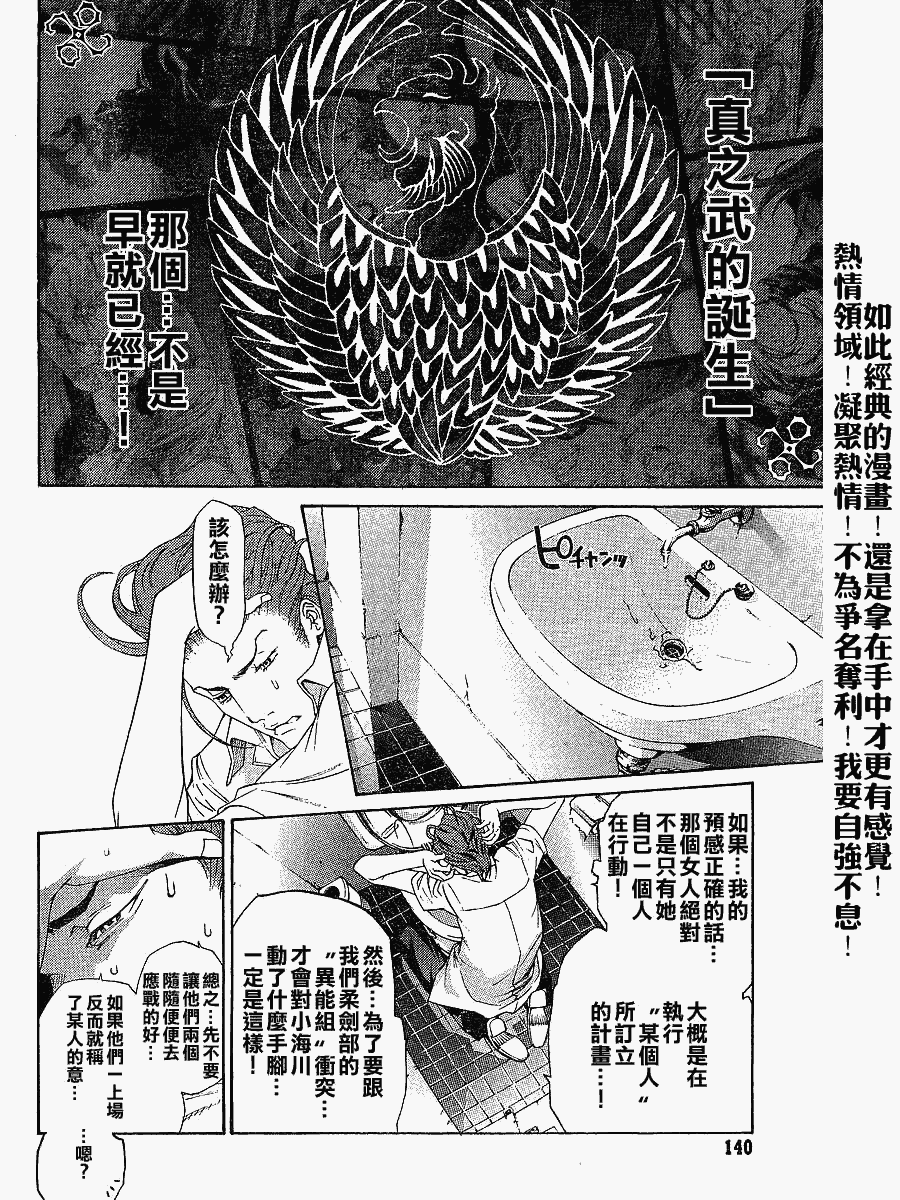 「真之武的誕生」
那個…不是
早就已經…！
ピチャンッ
該怎麼辦？
如果…我的
預感正確的話…
那個女人絕對
不是只有她
自己一個人
在行動！
大概是在
執行
〝某個人〞
所訂立
的計畫…！
然後…為了要跟
我們柔劍部的
〝異能組〞衝突…
才會對小海川
動了什麼手腳…
一定是這樣！
總之…先不要
讓他們兩個
隨隨便便去
應戰的好…
如果他們一上場
反而就稱
了某人的意…
…嗯？
140
如此經典的漫畫！還是拿在手中才更有感覺！
熱情領域！凝聚熱情！不為爭名奪利！我要自強不息！